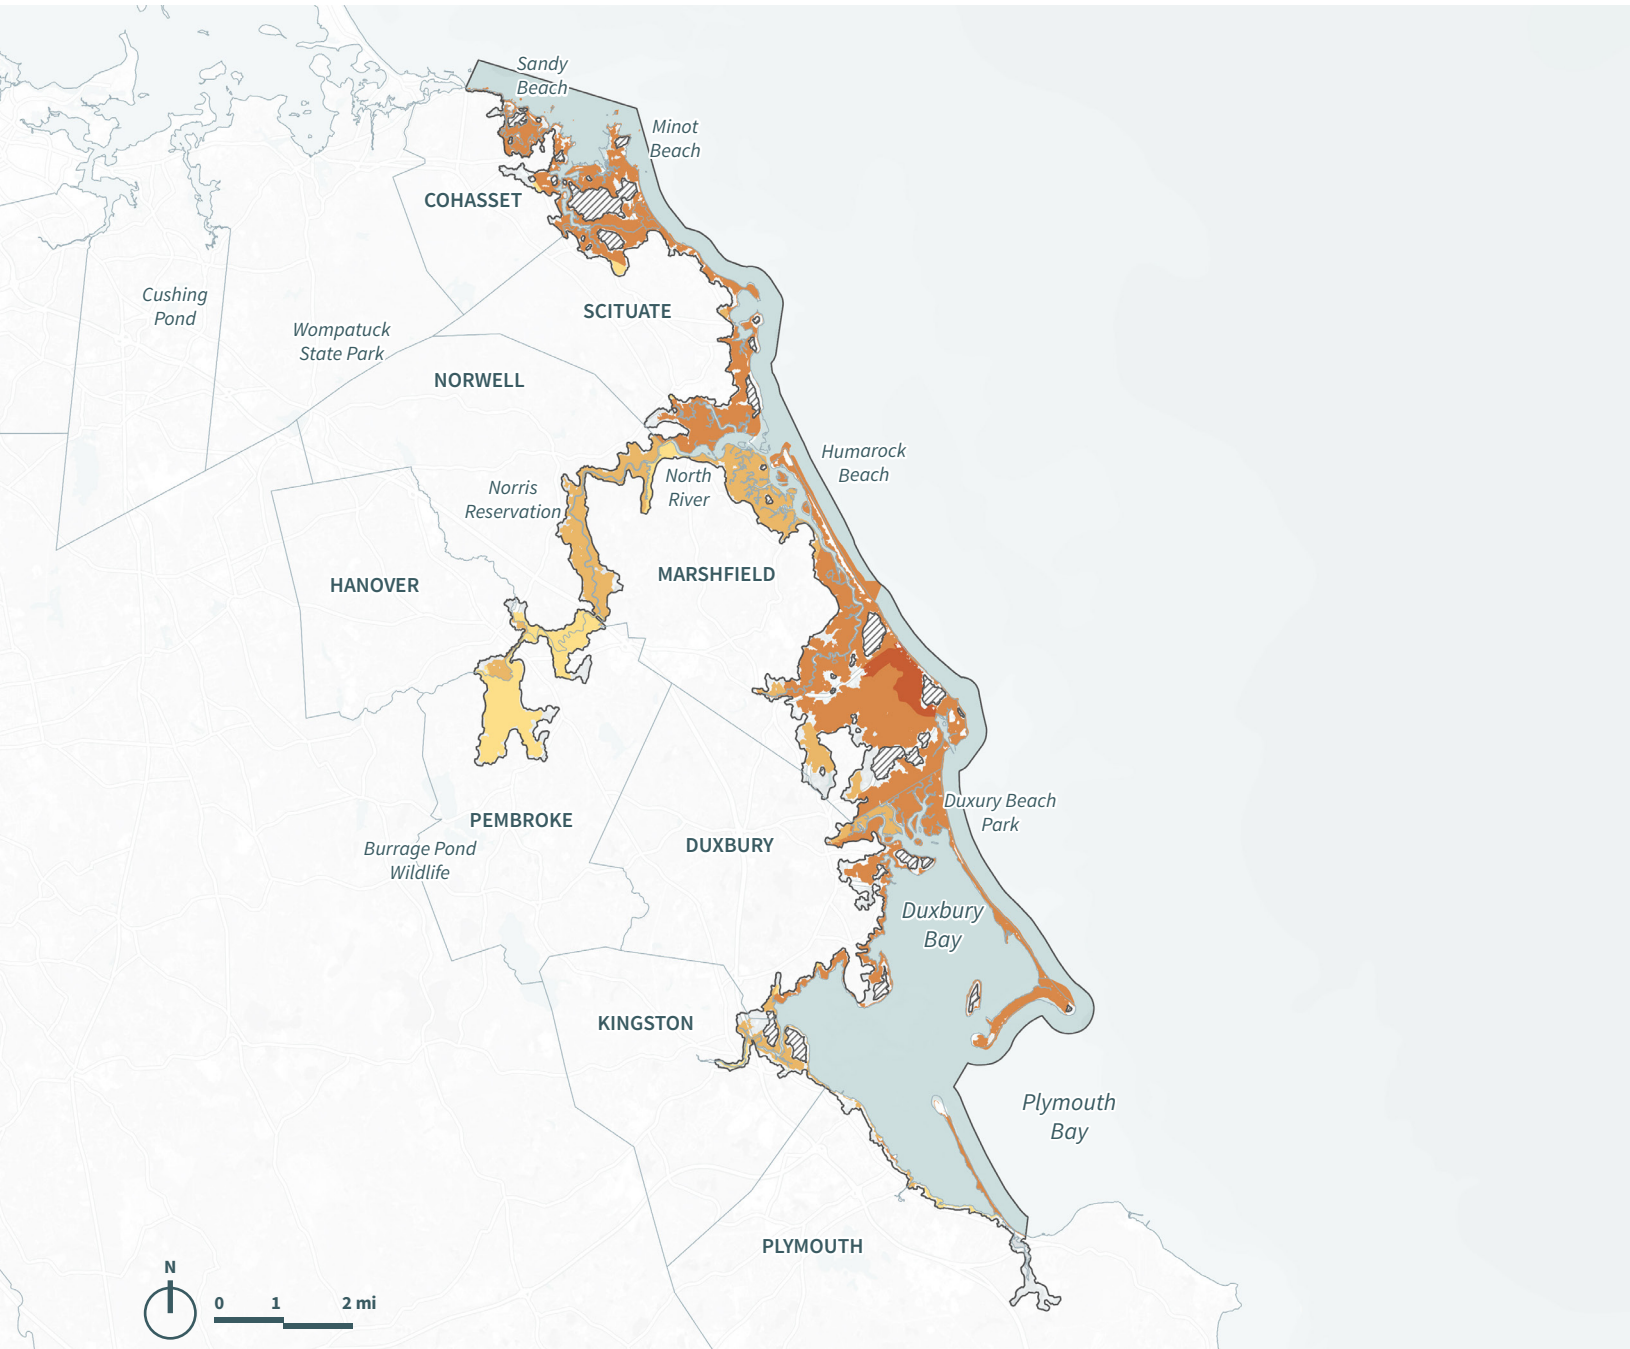 Sandy
Beach
Minot
Beach
COHASSET
Cushing
Pond
SCITUATE
Wompatuck
State Park
NORWELL
Humarock
Beach
North
River
Norris
Reservation
MARSHFIELD
HANOVER
Duxury Beach
Park
PEMBROKE
DUXBURY
Burrage Pond
Wildlife
Duxbury
Bay
KINGSTON
Plymouth
Bay
PLYMOUTH
N
0 1 2 mi